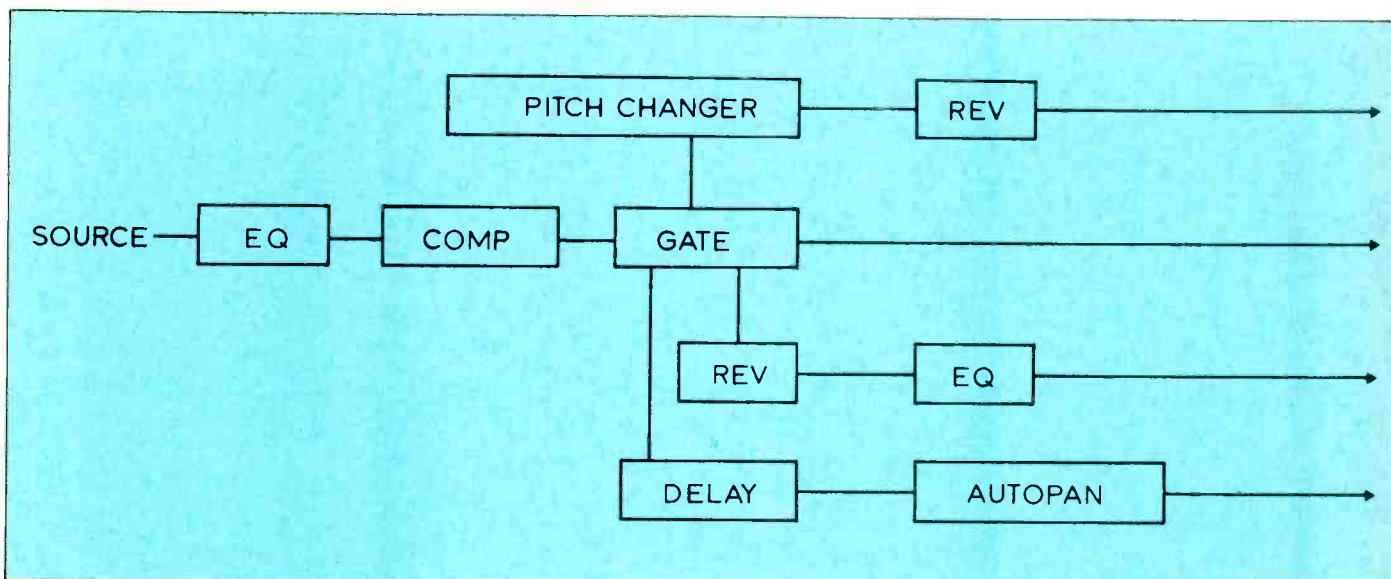 PITCH CHANGER REV
SOURCE EQ COMP GATE
REV EQ
DELAY AUTOPAN